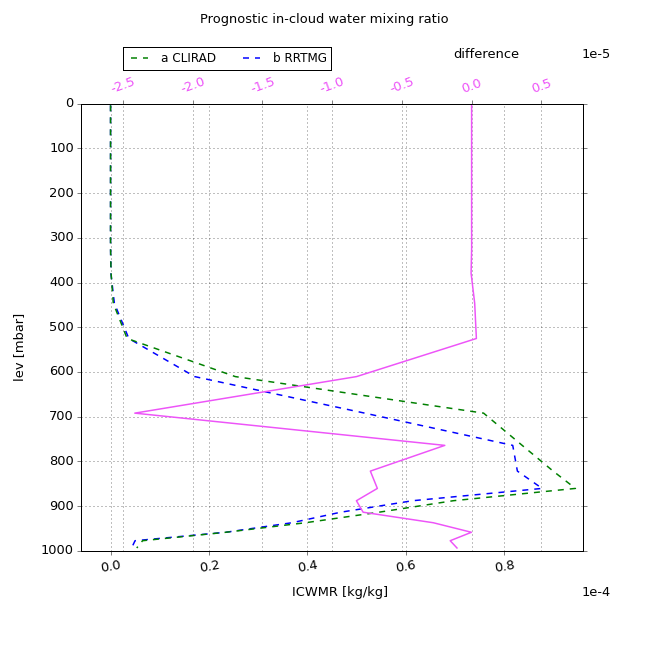 Prognostic in-cloud water mixing ratio
a CLIRAD b RRTMG
difference 1e-5
-2.5 -2.0 -1.5 -1.0 -0.5 0.0 0.5
0
100
200
300
400
500
600
700
800
900
1000
lev [mbar]
0.0 0.2 0.4 0.6 0.8
ICWMR [kg/kg] 1e-4